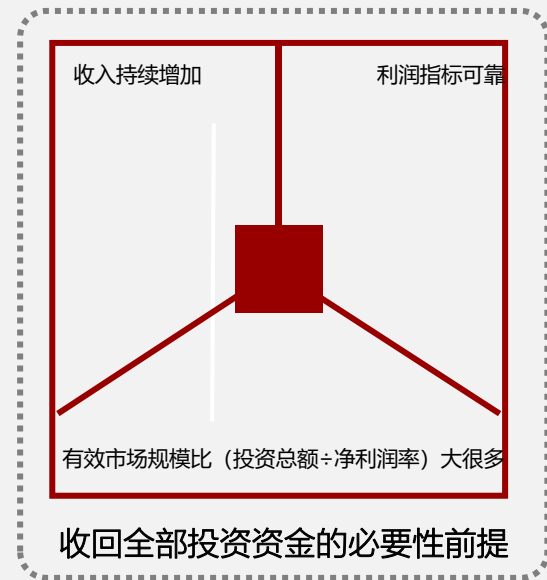 收入持续增加
利润指标可靠
有效市场规模比（投资总额÷净利润率）大很多
收回全部投资资金的必要性前提